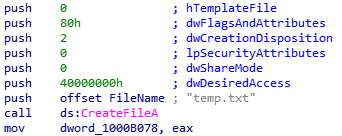 push 0 ; hTemplateFile
push 80h ; dwFlagsAndAttributes
push 2 ; dwCreationDisposition
push 0 ; lpSecurityAttributes
push 0 ; dwShareMode
push 40000000h ; dwDesiredAccess
push offset FileName ; "temp.txt"
call ds:CreateFileA
mov dword_1000B078, eax